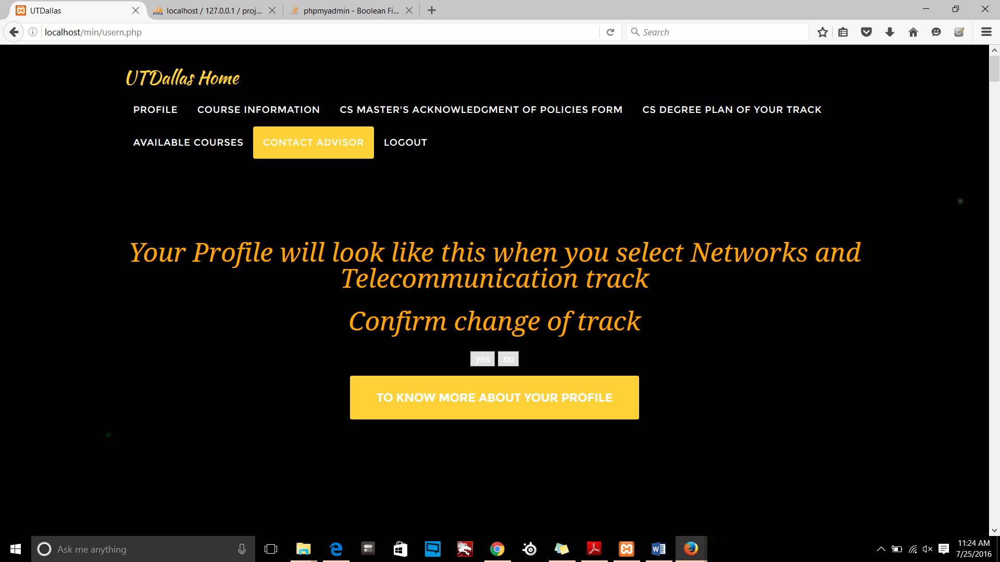 UTDallas
localhost / 127.0.0.1 / proj...
phpmyadmin - Boolean Fi...
localhost/min/usern.php
Search
UTDallas Home
PROFILE COURSE INFORMATION CS MASTER'S ACKNOWLEDGMENT OF POLICIES FORM CS DEGREE PLAN OF YOUR TRACK
AVAILABLE COURSES CONTACT ADVISOR LOGOUT
Your Profile will look like this when you select Networks and
Telecommunication track
Confirm change of track
yes no
TO KNOW MORE ABOUT YOUR PROFILE
Ask me anything
11:24 AM
7/25/2016